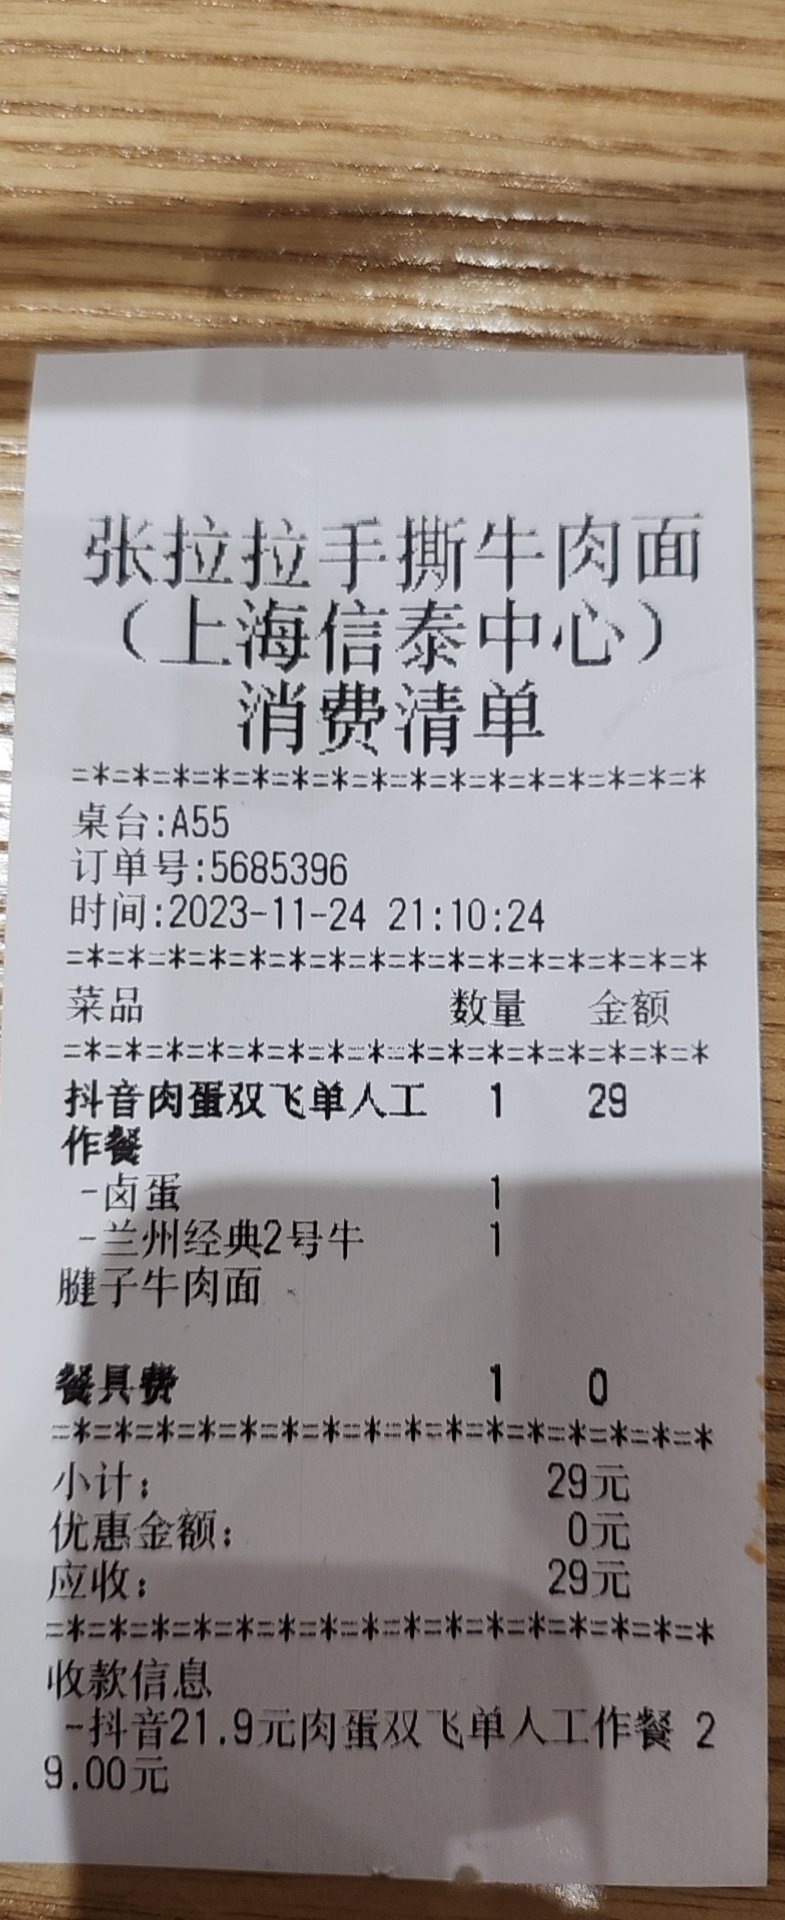 张拉拉手撕牛肉面
（上海信泰中心）
消费清单
=*=*=*=*=*=*=*=*=*=*=*=*=*=*=*=*
桌台:A55
订单号:5685396
时间:2023-11-24 21:10:24
=*=*=*=*=*=*=*=*=*=*=*=*=*=*=*=*
菜品 数量 金额
=*=*=*=*=*=*=*=*=*=*=*=*=*=*=*=*
抖音肉蛋双飞单人工 1 29
作餐
-卤蛋 1
-兰州经典2号牛 1
腱子牛肉面
餐具费 1 0
=*=*=*=*=*=*=*=*=*=*=*=*=*=*=*=*
小计： 29元
优惠金额： 0元
应收： 29元
=*=*=*=*=*=*=*=*=*=*=*=*=*=*=*=*
收款信息
-抖音21.9元肉蛋双飞单人工作餐 2
9.00元